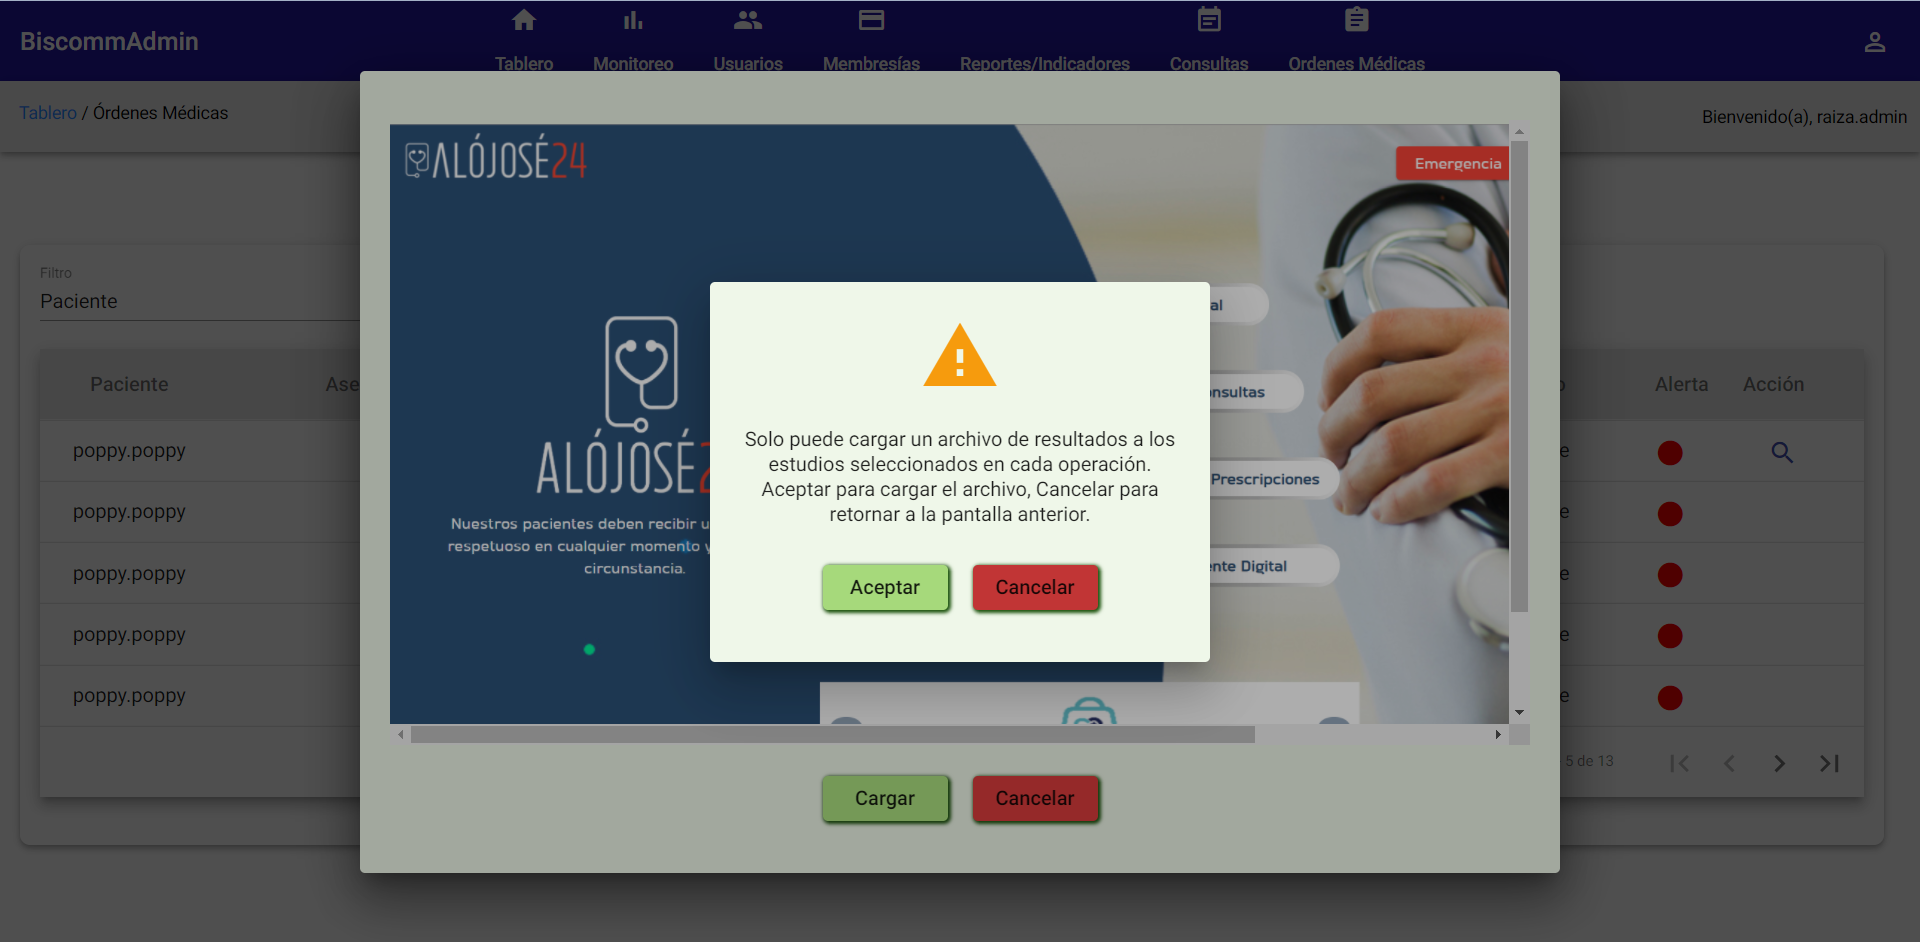 BiscommAdmin
Tablero
Monitoreo
Usuarios
Membresías
Reportes/Indicadores
Consultas
Ordenes Médicas
Tablero / Órdenes Médicas
Bienvenido(a), raiza.admin
ALÓJOSÉ24
Emergencia
Filtro
Paciente
al
Paciente
Ase
Alerta
Acción
nsultas
Solo puede cargar un archivo de resultados a los
estudios seleccionados en cada operación.
Aceptar para cargar el archivo, Cancelar para
retornar a la pantalla anterior.
poppy.poppy
e
ALÓJOSÉ
Prescripciones
poppy.poppy
e
Nuestros pacientes deben recibir u
respetuoso en cualquier momento y
circunstancia.
nte Digital
poppy.poppy
e
Aceptar
Cancelar
poppy.poppy
e
poppy.poppy
e
5 de 13
Cargar
Cancelar